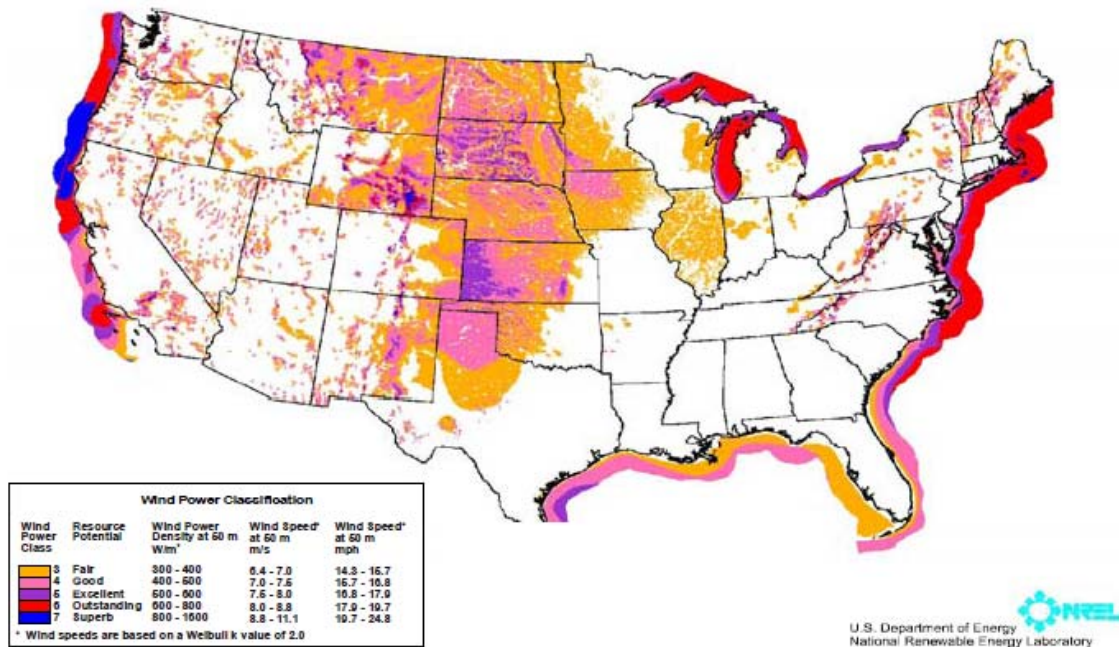 Wind Power Classification
Wind Power Class Resource Potential Wind Power Density at 50 m W/m² Wind Speed* at 50 m m/s Wind Speed* at 50 m mph
3 Fair 300 - 400 6.4 - 7.0 14.3 - 15.7
4 Good 400 - 500 7.0 - 7.5 15.7 - 16.8
5 Excellent 500 - 600 7.5 - 8.0 16.8 - 17.9
6 Outstanding 600 - 800 8.0 - 8.8 17.9 - 19.7
7 Superb 800 - 1600 8.8 - 11.1 19.7 - 24.8
* Wind speeds are based on a Weibull k value of 2.0
NREL
U.S. Department of Energy
National Renewable Energy Laboratory